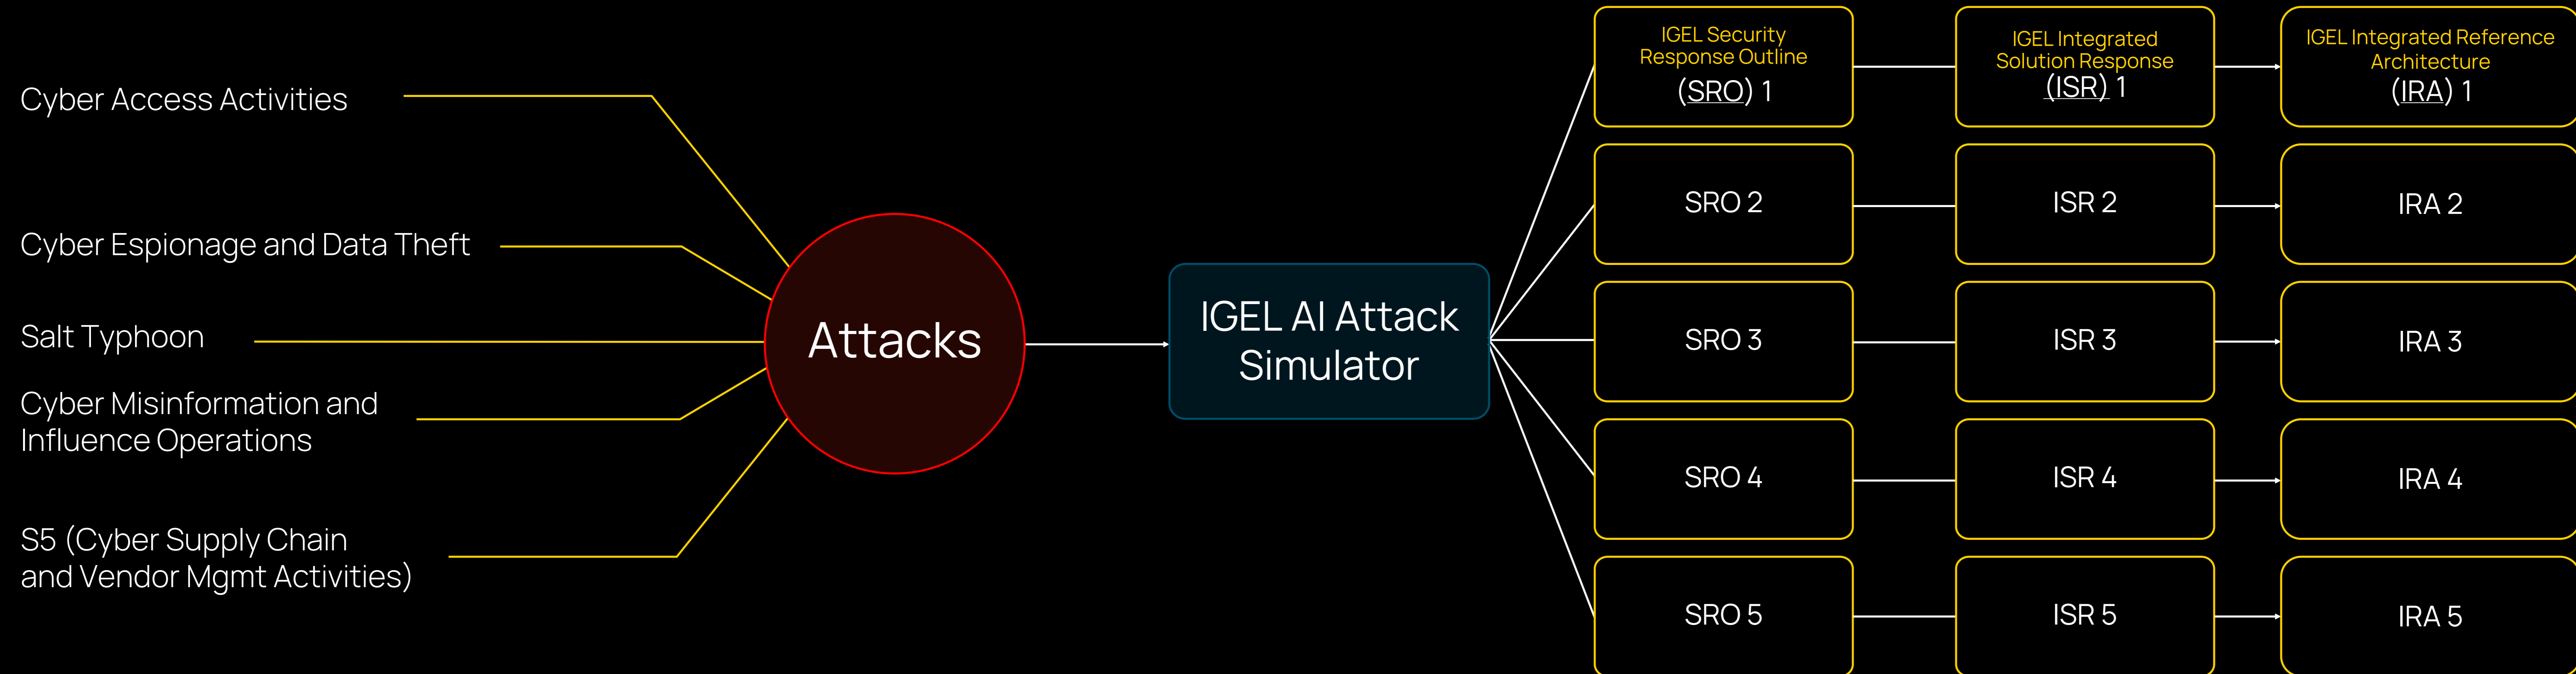 Cyber Access Activities
Cyber Espionage and Data Theft
Salt Typhoon
Cyber Misinformation and
Influence Operations
S5 (Cyber Supply Chain
and Vendor Mgmt Activities)
Attacks
IGEL AI Attack
Simulator
IGEL Security
Response Outline
(SRO) 1
IGEL Integrated
Solution Response
(ISR) 1
IGEL Integrated Reference
Architecture
(IRA) 1
SRO 2
ISR 2
IRA 2
SRO 3
ISR 3
IRA 3
SRO 4
ISR 4
IRA 4
SRO 5
ISR 5
IRA 5